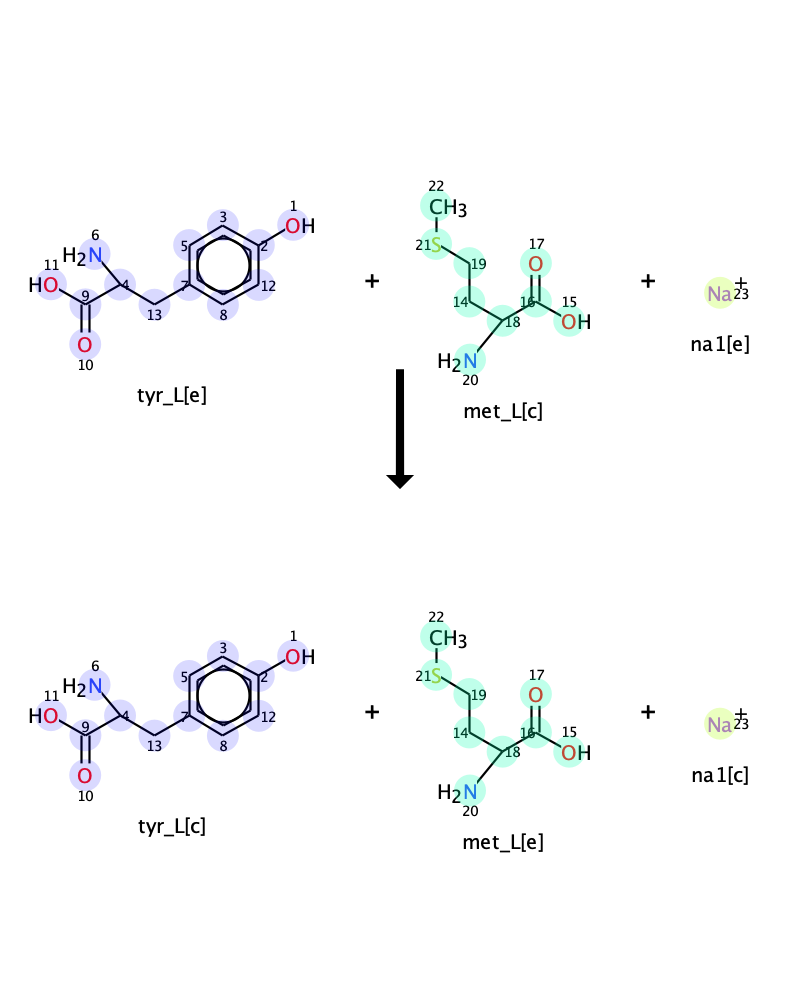 1
3
OH
6
5
2
H2N
11
HO
4
7
12
9
13
8
O
10
tyr_L[e]
+
22
CH3
21
S
17
19
O
14
16
15
18
OH
H2N
20
met_L[c]
+
Na
+
23
na1[e]
1
3
OH
6
5
2
H2N
11
HO
4
7
12
9
13
8
O
10
tyr_L[c]
+
22
CH3
21
S
17
19
O
14
16
15
18
OH
H2N
20
met_L[e]
+
Na
+
23
na1[c]